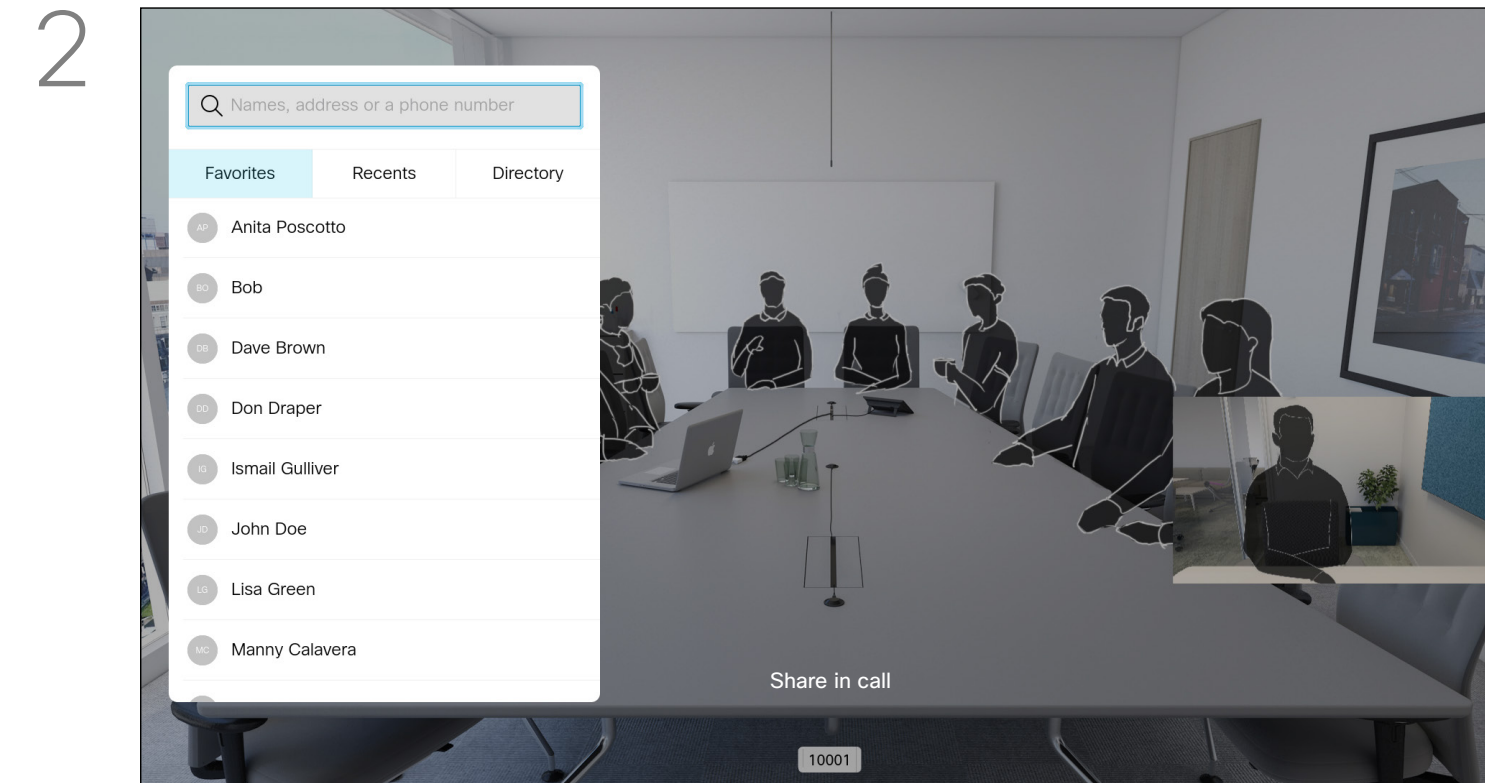 2
Names, address or a phone number
Favorites Recents Directory
AP Anita Poscotto
BO Bob
DB Dave Brown
DD Don Draper
IG Ismail Gulliver
JD John Doe
LG Lisa Green
MC Manny Calavera
Share in call
10001